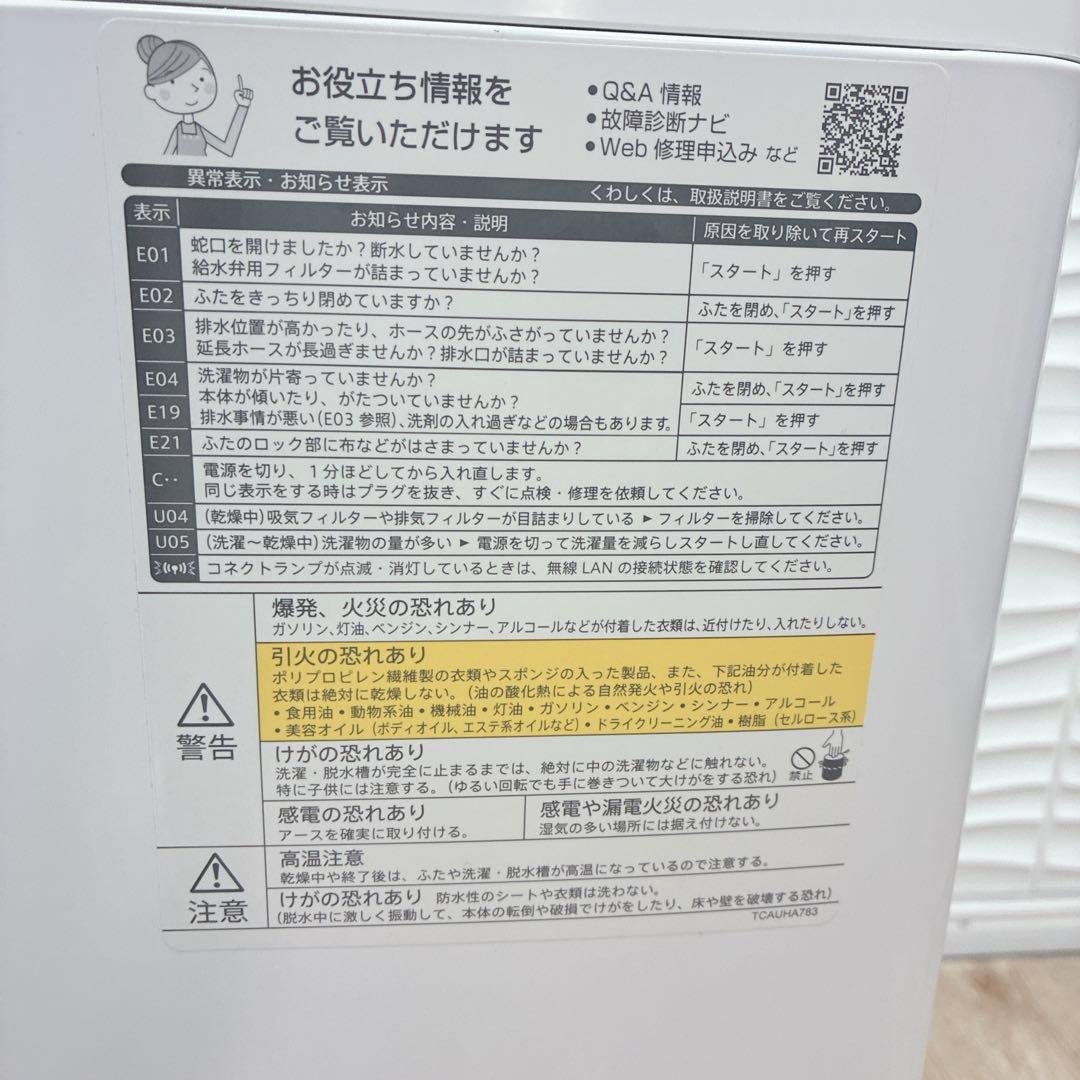 お役立ち情報を
ご覧いただけます
•Q&A 情報
•故障診断ナビ
•Web 修理申込み など
異常表示・お知らせ表示 くわしくは、取扱説明書をご覧ください。
表示 お知らせ内容・説明 原因を取り除いて再スタート
E01 蛇口を開けましたか？断水していませんか？
給水弁用フィルターが詰まっていませんか？
「スタート」を押す
E02 ふたをきっちり閉めていますか？ ふたを閉め、「スタート」を押す
E03 排水位置が高かったり、ホースの先がふさがっていませんか？
延長ホースが長過ぎませんか？排水口が詰まっていませんか？
「スタート」を押す
E04 洗濯物が片寄っていませんか？ ふたを閉め、「スタート」を押す
本体が傾いたり、がたついていませんか？
E19 排水事情が悪い（E03 参照）、洗剤の入れ過ぎなどの場合もあります。 「スタート」を押す
E21 ふたのロック部に布などがはさまっていませんか？ ふたを閉め、「スタート」を押す
C‥ 電源を切り、1分ほどしてから入れ直します。
同じ表示をする時はプラグを抜き、すぐに点検・修理を依頼してください。
U04 （乾燥中）吸気フィルターや排気フィルターが目詰まりしている ▶ フィルターを掃除してください。
U05 （洗濯〜乾燥中）洗濯物の量が多い ▶ 電源を切って洗濯量を減らしスタートし直してください。
コネクトランプが点滅・消灯しているときは、無線 LAN の接続状態を確認してください。
警告
爆発、火災の恐れあり
ガソリン、灯油、ベンジン、シンナー、アルコールなどが付着した衣類は、近付けたり、入れたりしない。
引火の恐れあり
ポリプロピレン繊維製の衣類やスポンジの入った製品、また、下記油分が付着した
衣類は絶対に乾燥しない。（油の酸化熱による自然発火や引火の恐れ）
・食用油・動物系油・機械油・灯油・ガソリン・ベンジン・シンナー・アルコール
・美容オイル（ボディオイル、エステ系オイルなど）・ドライクリーニング油・樹脂（セルロース系）
けがの恐れあり
洗濯・脱水槽が完全に止まるまでは、絶対に中の洗濯物などに触れない。
特に子供には注意する。（ゆるい回転でも手に巻きついて大けがをする恐れ）
禁止
感電の恐れあり
アースを確実に取り付ける。
感電や漏電火災の恐れあり
湿気の多い場所には据え付けない。
注意
高温注意
乾燥中や終了後は、ふたや洗濯・脱水槽が高温になっているので注意する。
けがの恐れあり 防水性のシートや衣類は洗わない。
（脱水中に激しく振動して、本体の転倒や破損でけがをしたり、床や壁を破壊する恐れ）
TCAUHA783